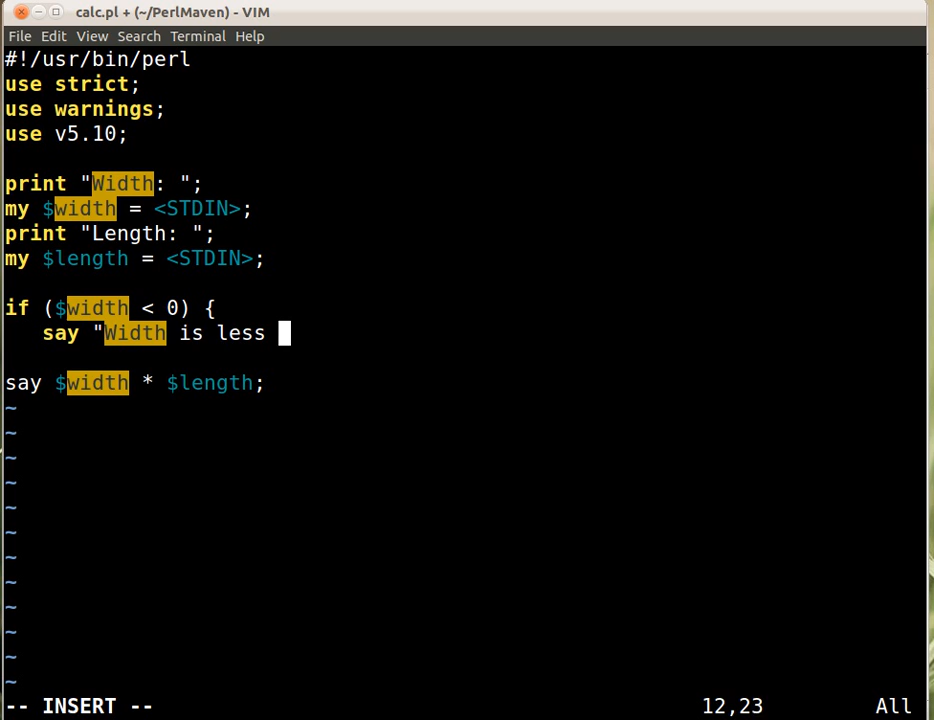 calc.pl + (~/PerlMaven) - VIM
File Edit View Search Terminal Help
#!/usr/bin/perl
use strict;
use warnings;
use v5.10;

print "Width: ";
my $width = <STDIN>;
print "Length: ";
my $length = <STDIN>;

if ($width < 0) {
   say "Width is less

say $width * $length;
~
~
~
~
~
~
~
~
~
~
~
~
-- INSERT -- 12,23 All